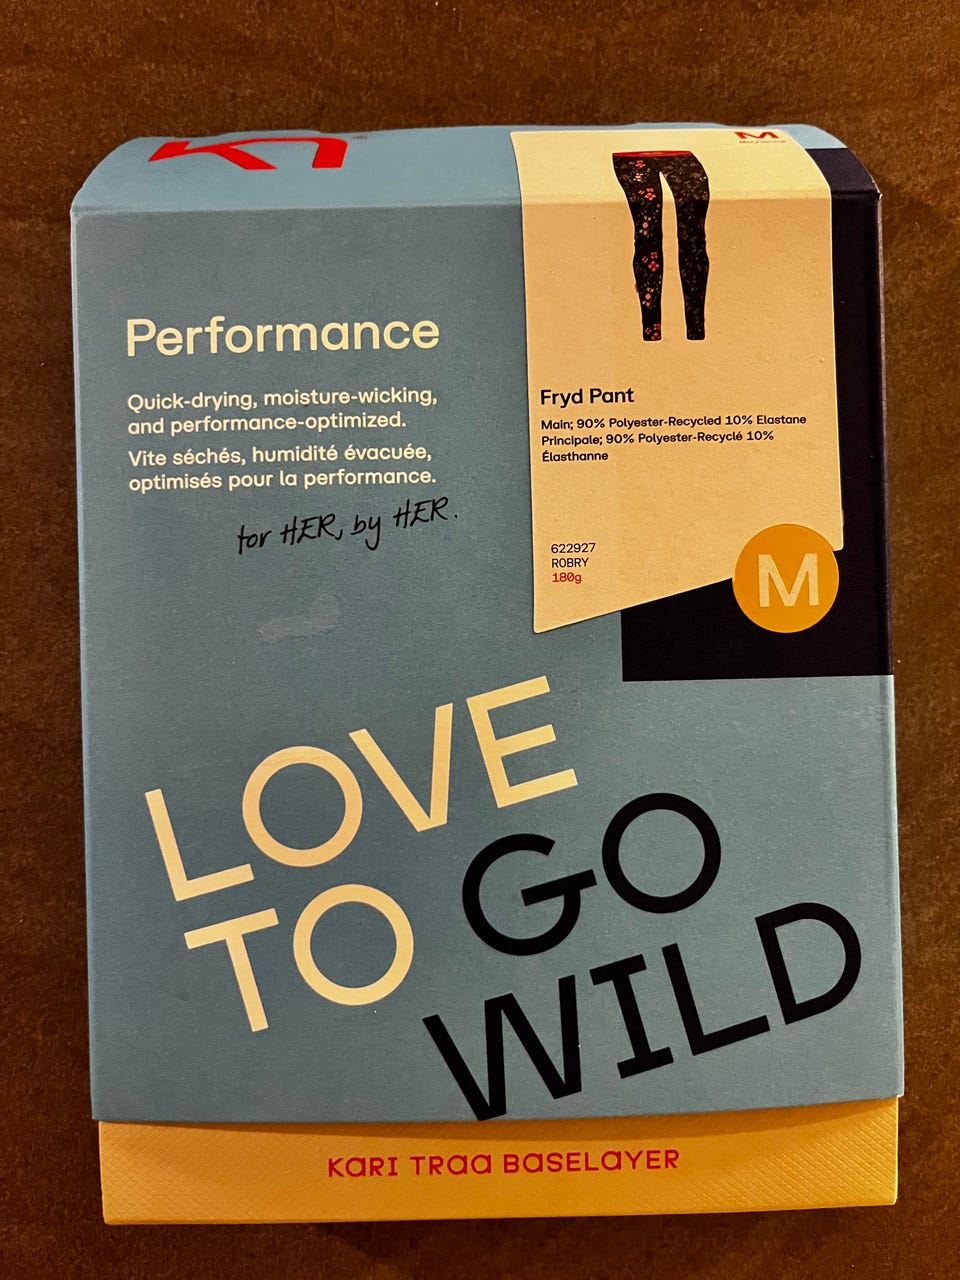 Performance
Quick-drying, moisture-wicking,
and performance-optimized.
Vite séchés, humidité évacuée,
optimisés pour la performance.
for HER, by HER.
M
Fryd Pant
Main; 90% Polyester-Recycled 10% Elastane
Principale; 90% Polyester-Recyclé 10%
Élasthanne
622927
ROBRY
180g
M
LOVE
TO GO
WILD
KARI TRAA BASELAYER